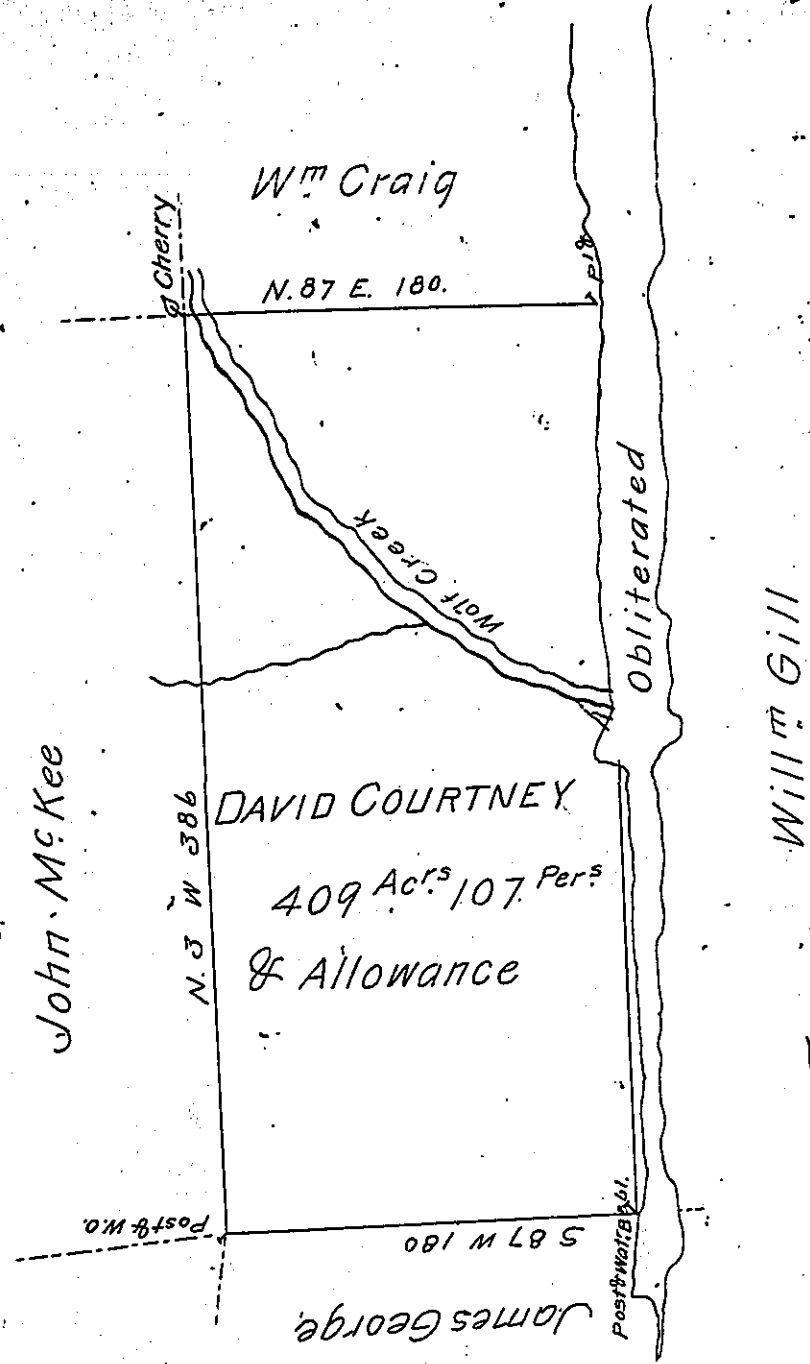 Wm Craig
Cherry
N. 87 E. 180.
Wolf Creek
Obliterated
John McKee
N. 3 W 386
DAVID COURTNEY
409 Acrs. 107 Pers.
& Allowance
Willm Gill
Post & W.O.
S 87 W 180
James George
Post &